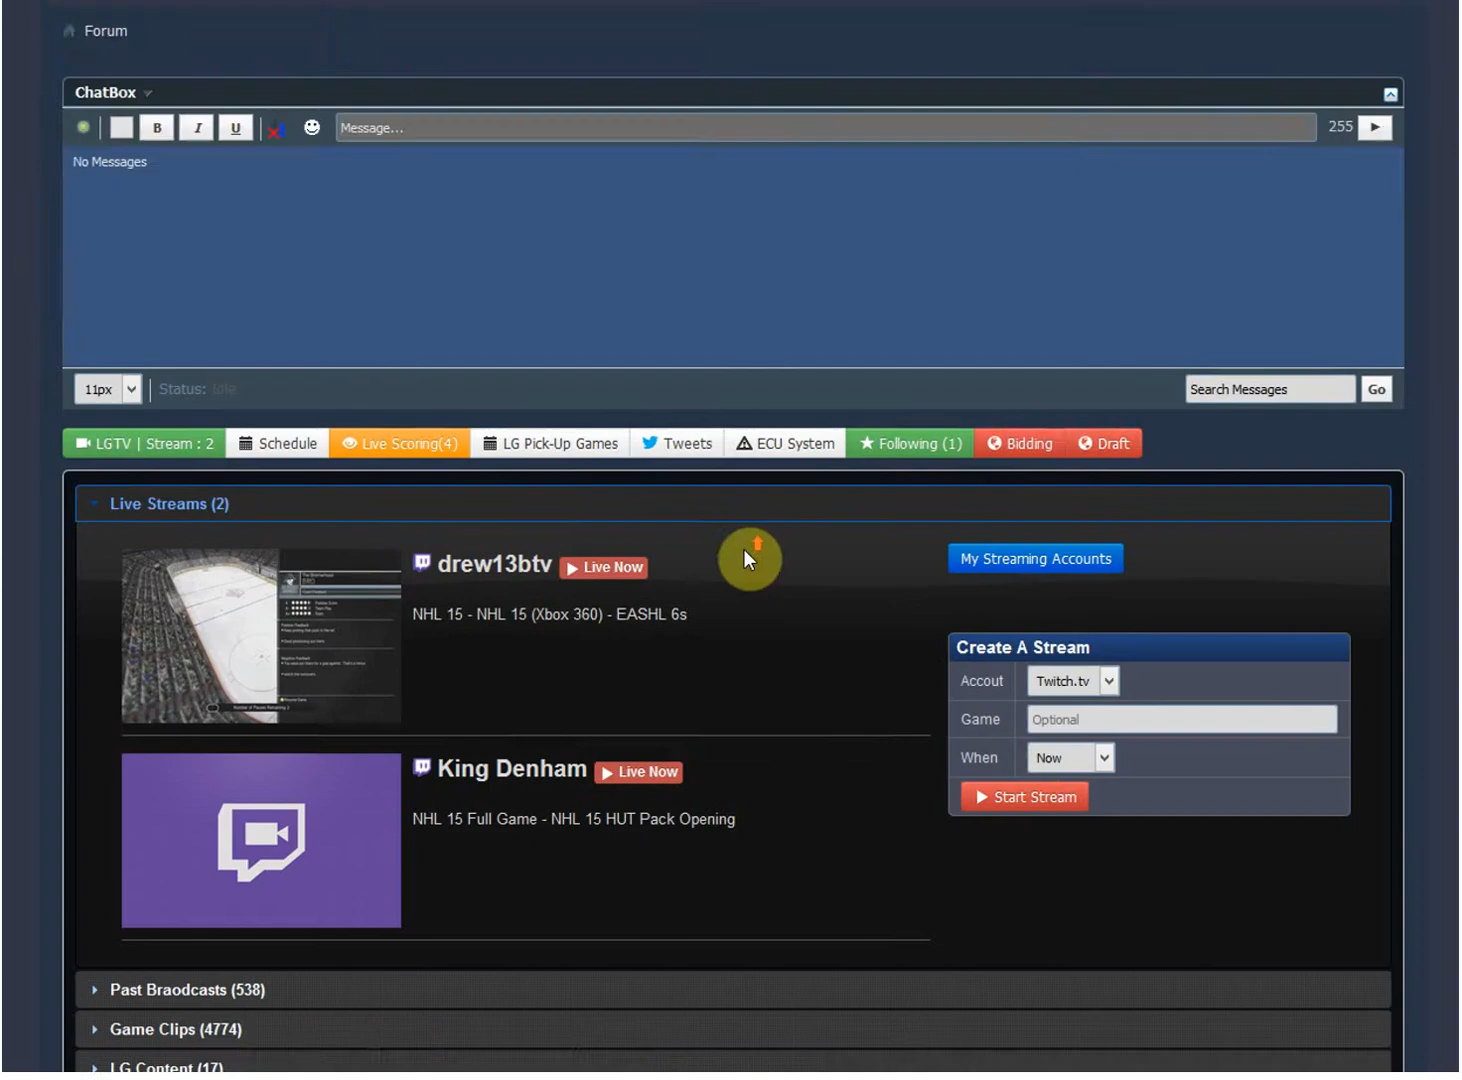 Forum
ChatBox
B I U Message... 255
No Messages
11px Status: Idle Search Messages Go
LGTV | Stream : 2 Schedule Live Scoring(4) LG Pick-Up Games Tweets ECU System Following (1) Bidding Draft
Live Streams (2)
drew13btv Live Now
NHL 15 - NHL 15 (Xbox 360) - EASHL 6s
My Streaming Accounts
Create A Stream
Accout Twitch.tv
Game Optional
When Now
Start Stream
King Denham Live Now
NHL 15 Full Game - NHL 15 HUT Pack Opening
Past Braodcasts (538)
Game Clips (4774)
LG Content (17)